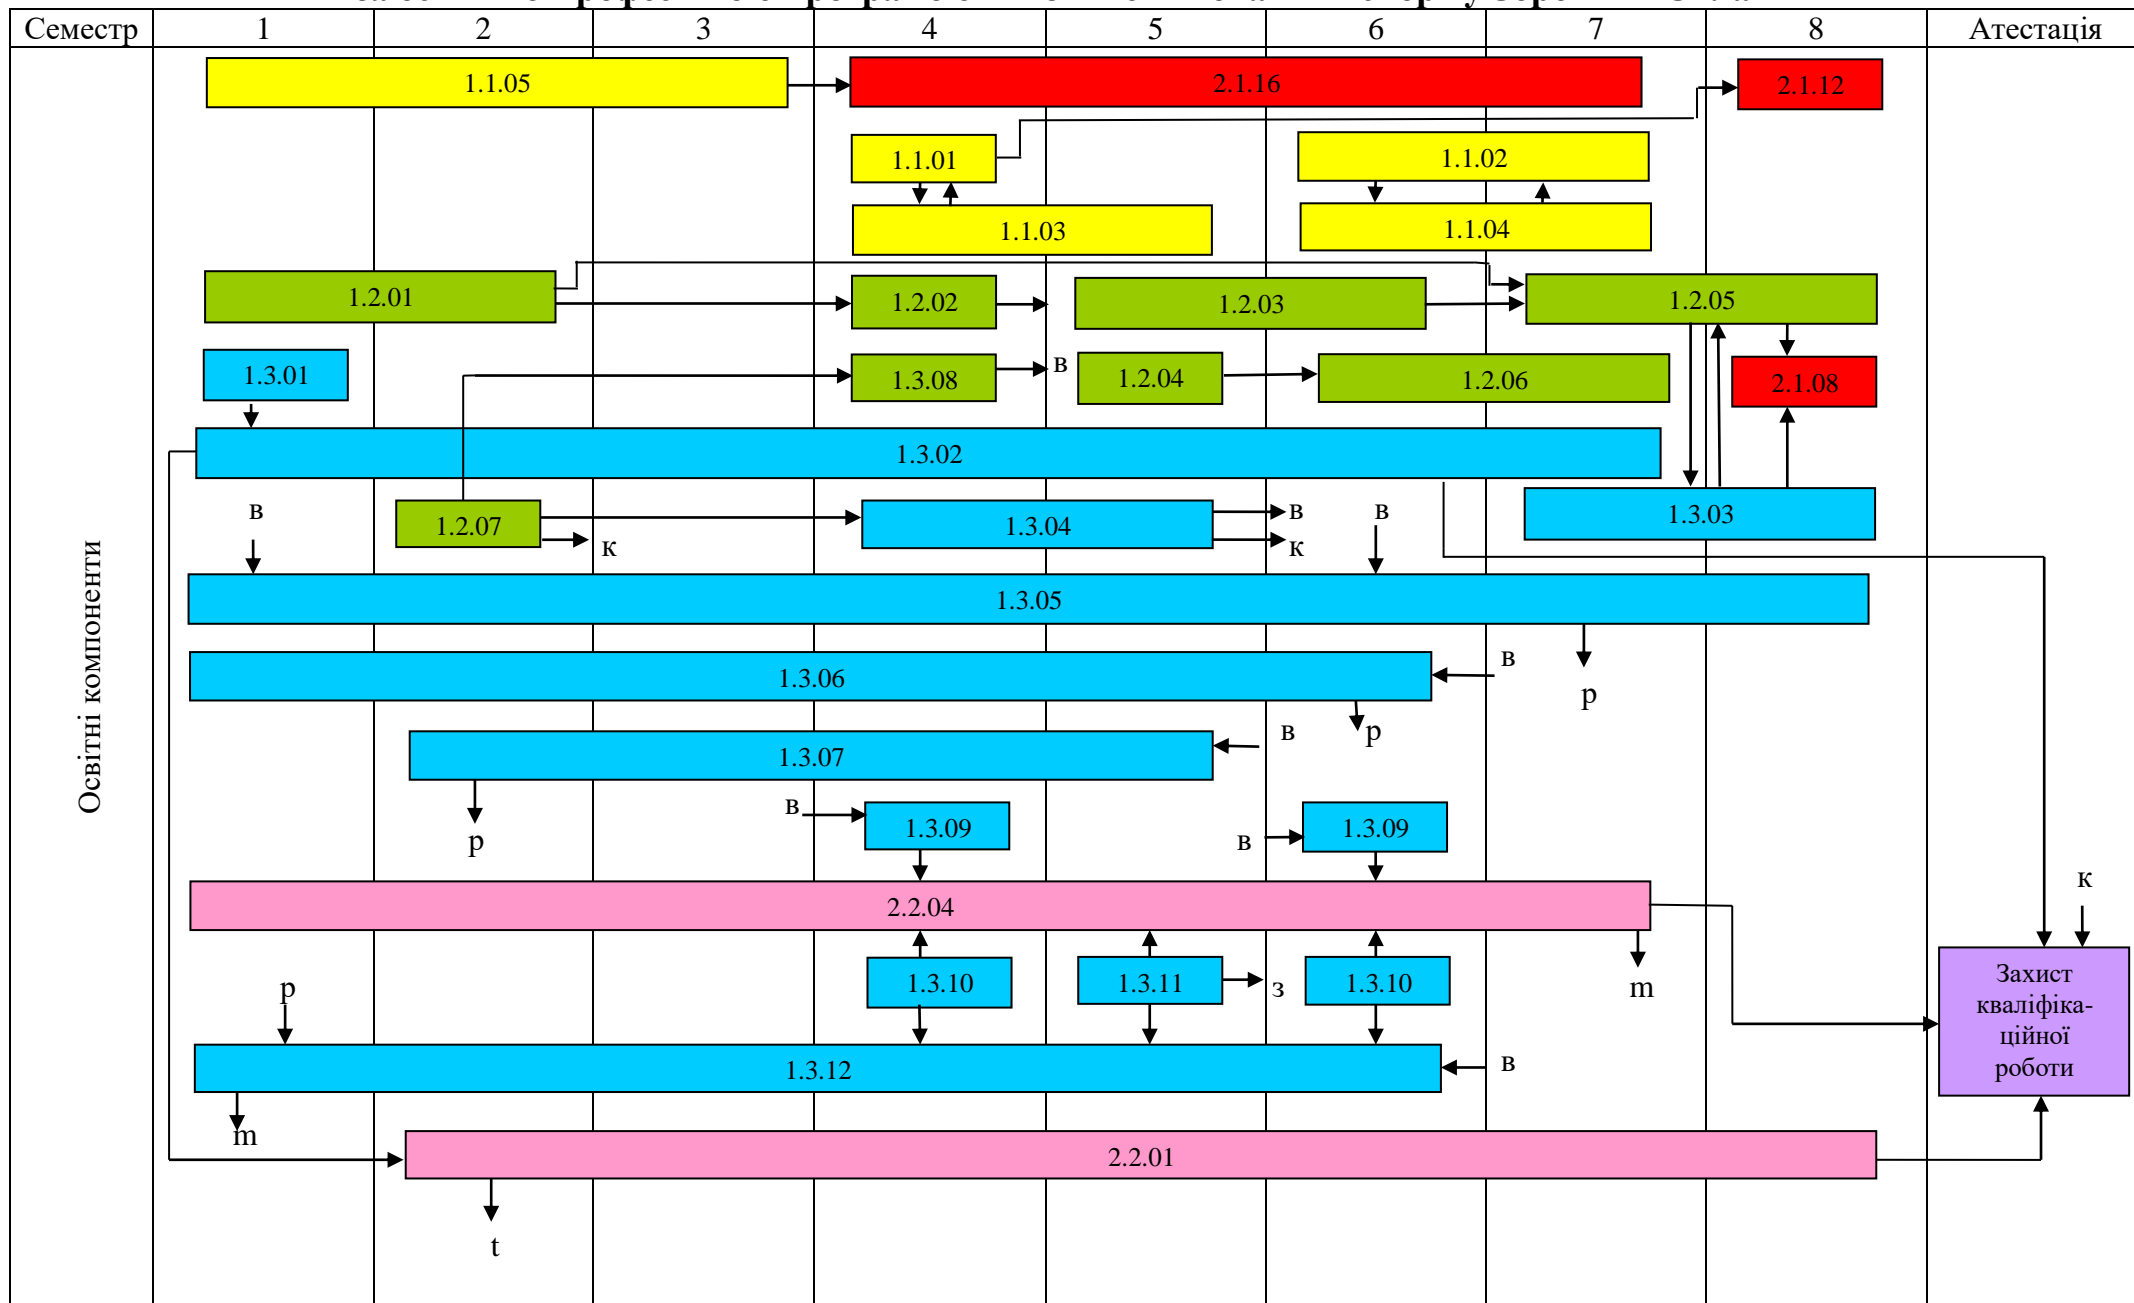 Семестр 1 2 3 4 5 6 7 8 Атестація
1.1.05 2.1.16 2.1.12
1.1.01 1.1.02
1.1.03 1.1.04
1.2.01 1.2.02 1.2.03 1.2.05
1.3.01 1.3.08 в 1.2.04 1.2.06 2.1.08
1.3.02
в 1.2.07 к 1.3.04 в к в 1.3.03
Освітні компоненти
1.3.05
р
1.3.06 в
р
1.3.07 в
р
в 1.3.09 в 1.3.09
2.2.04
к
р 1.3.10 1.3.11 з 1.3.10 m
Захист
кваліфіка-
ційної
роботи
1.3.12 в
m
2.2.01
t